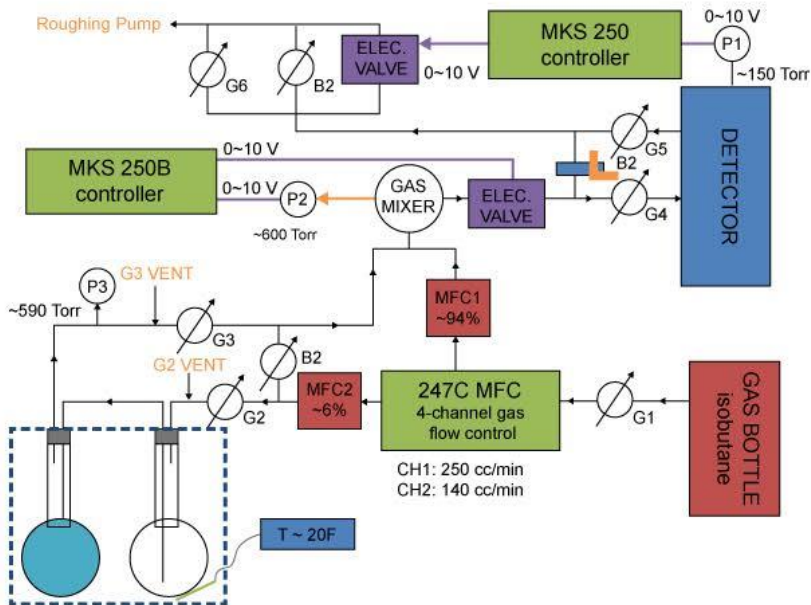 Roughing Pump
G6
B2
ELEC.
VALVE
0~10 V
MKS 250
controller
0~10 V
P1
~150 Torr
DETECTOR
G5
B2
G4
MKS 250B
controller
0~10 V
0~10 V
P2
~600 Torr
GAS
MIXER
ELEC.
VALVE
P3
~590 Torr
G3 VENT
G3
G2 VENT
B2
G2
MFC1
~94%
MFC2
~6%
247C MFC
4-channel gas
flow control
CH1: 250 cc/min
CH2: 140 cc/min
G1
GAS BOTTLE
isobutane
T ~ 20F